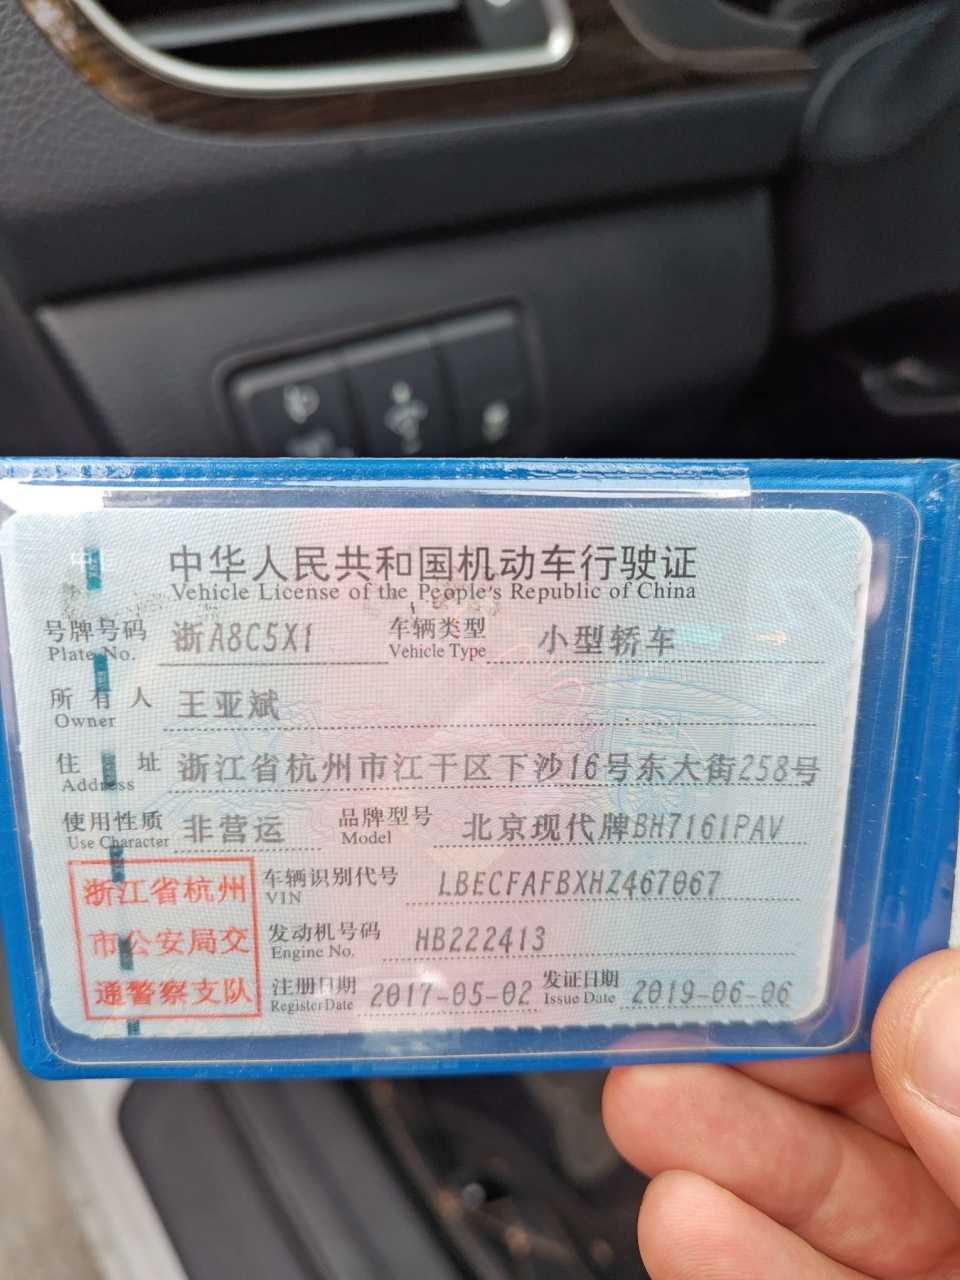 中华人民共和国机动车行驶证
Vehicle License of the People's Republic of China
号牌号码 浙A8C5X1 车辆类型 小型轿车
Plate No. Vehicle Type
所有人 王亚斌
Owner
住址 浙江省杭州市江干区下沙16号东大街258号
Address
使用性质 非营运 品牌型号 北京现代牌BH7161PAV
Use Character Model
浙江省杭州
市公安局交
通警察支队
车辆识别代号 LBECFAFBXHZ467067
VIN
发动机号码 HB222413
Engine No.
注册日期 2017-05-02 发证日期 2019-06-06
Register Date Issue Date